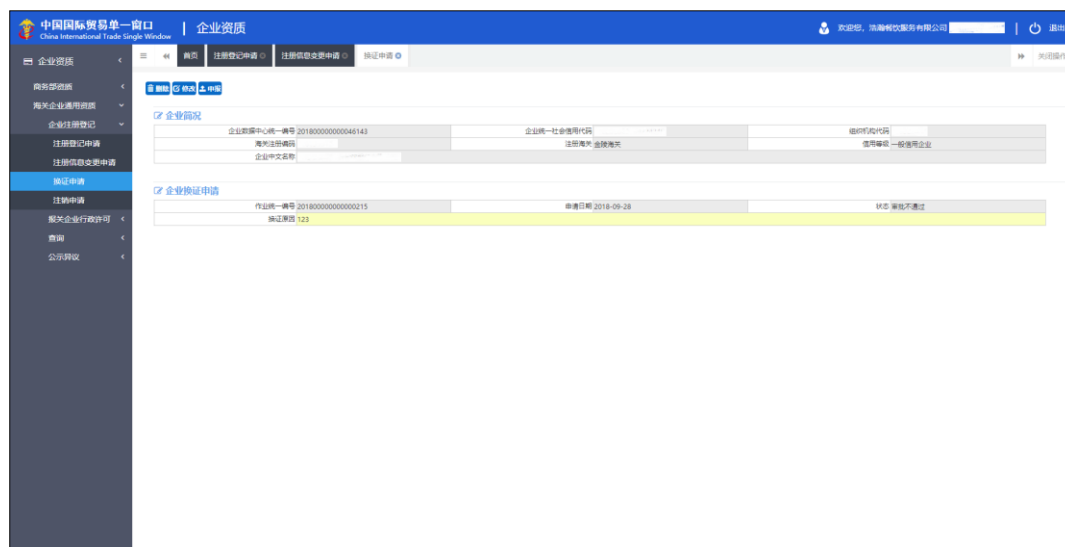 中国国际贸易单一窗口 | 企业资质 欢迎您，浩瀚餐饮服务有限公司 | 退出
China International Trade Single Window
企业资质 首页 注册登记申请 注册信息变更申请 换证申请 关闭操作
商务部资质 删除 修改 申报
海关企业通用资质
企业注册登记 企业简况
企业数据中心统一编号 201800000000046143 企业统一社会信用代码 组织机构代码
注册登记申请 海关注册编码 注册海关 金陵海关 信用等级 一般信用企业
注册信息变更申请 企业中文名称
换证申请 企业换证申请
注销申请 作业统一编号 201800000000000215 申请日期 2018-09-28 状态 审批不通过
报关企业行政许可 换证原因 123
查询
公示异议